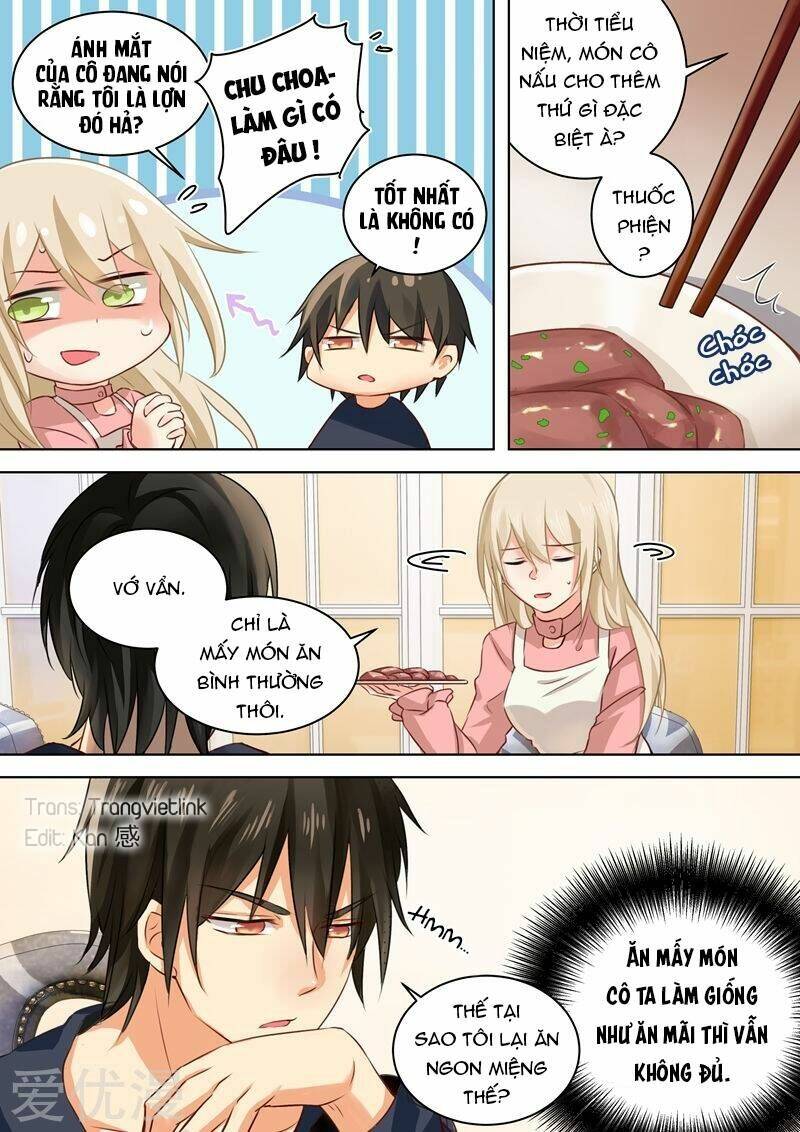 ÁNH MẮT
CỦA CÔ ĐANG NÓI
RẰNG TÔI LÀ LỢN
ĐÓ HẢ?
CHU CHOA-
LÀM GÌ CÓ
ĐÂU !
TỐT NHẤT
LÀ KHÔNG CÓ
!
THỜI TIỂU
NIỆM, MÓN CÔ
NẤU CHO THÊM
THỨ GÌ ĐẶC
BIỆT À?
THUỐC
PHIỆN
?
Chóc
chóc
VỚ VẨN.
CHỈ LÀ
MẤY MÓN ĂN
BÌNH THƯỜNG
THÔI.
Trans: Trangvietlink
Edit: Kan 感
HMM...
THẾ TẠI
SAO TÔI LẠI ĂN
NGON MIỆNG
THẾ?
ĂN MẤY MÓN
CÔ TA LÀM GIỐNG
NHƯ ĂN MÃI THÌ VẪN
KHÔNG ĐỦ.
爱优漫